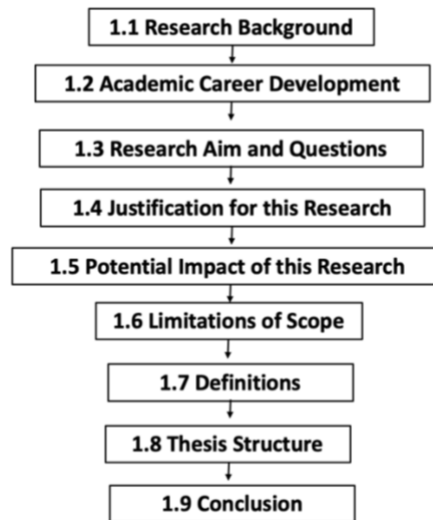 1.1 Research Background
1.2 Academic Career Development
1.3 Research Aim and Questions
1.4 Justification for this Research
1.5 Potential Impact of this Research
1.6 Limitations of Scope
1.7 Definitions
1.8 Thesis Structure
1.9 Conclusion